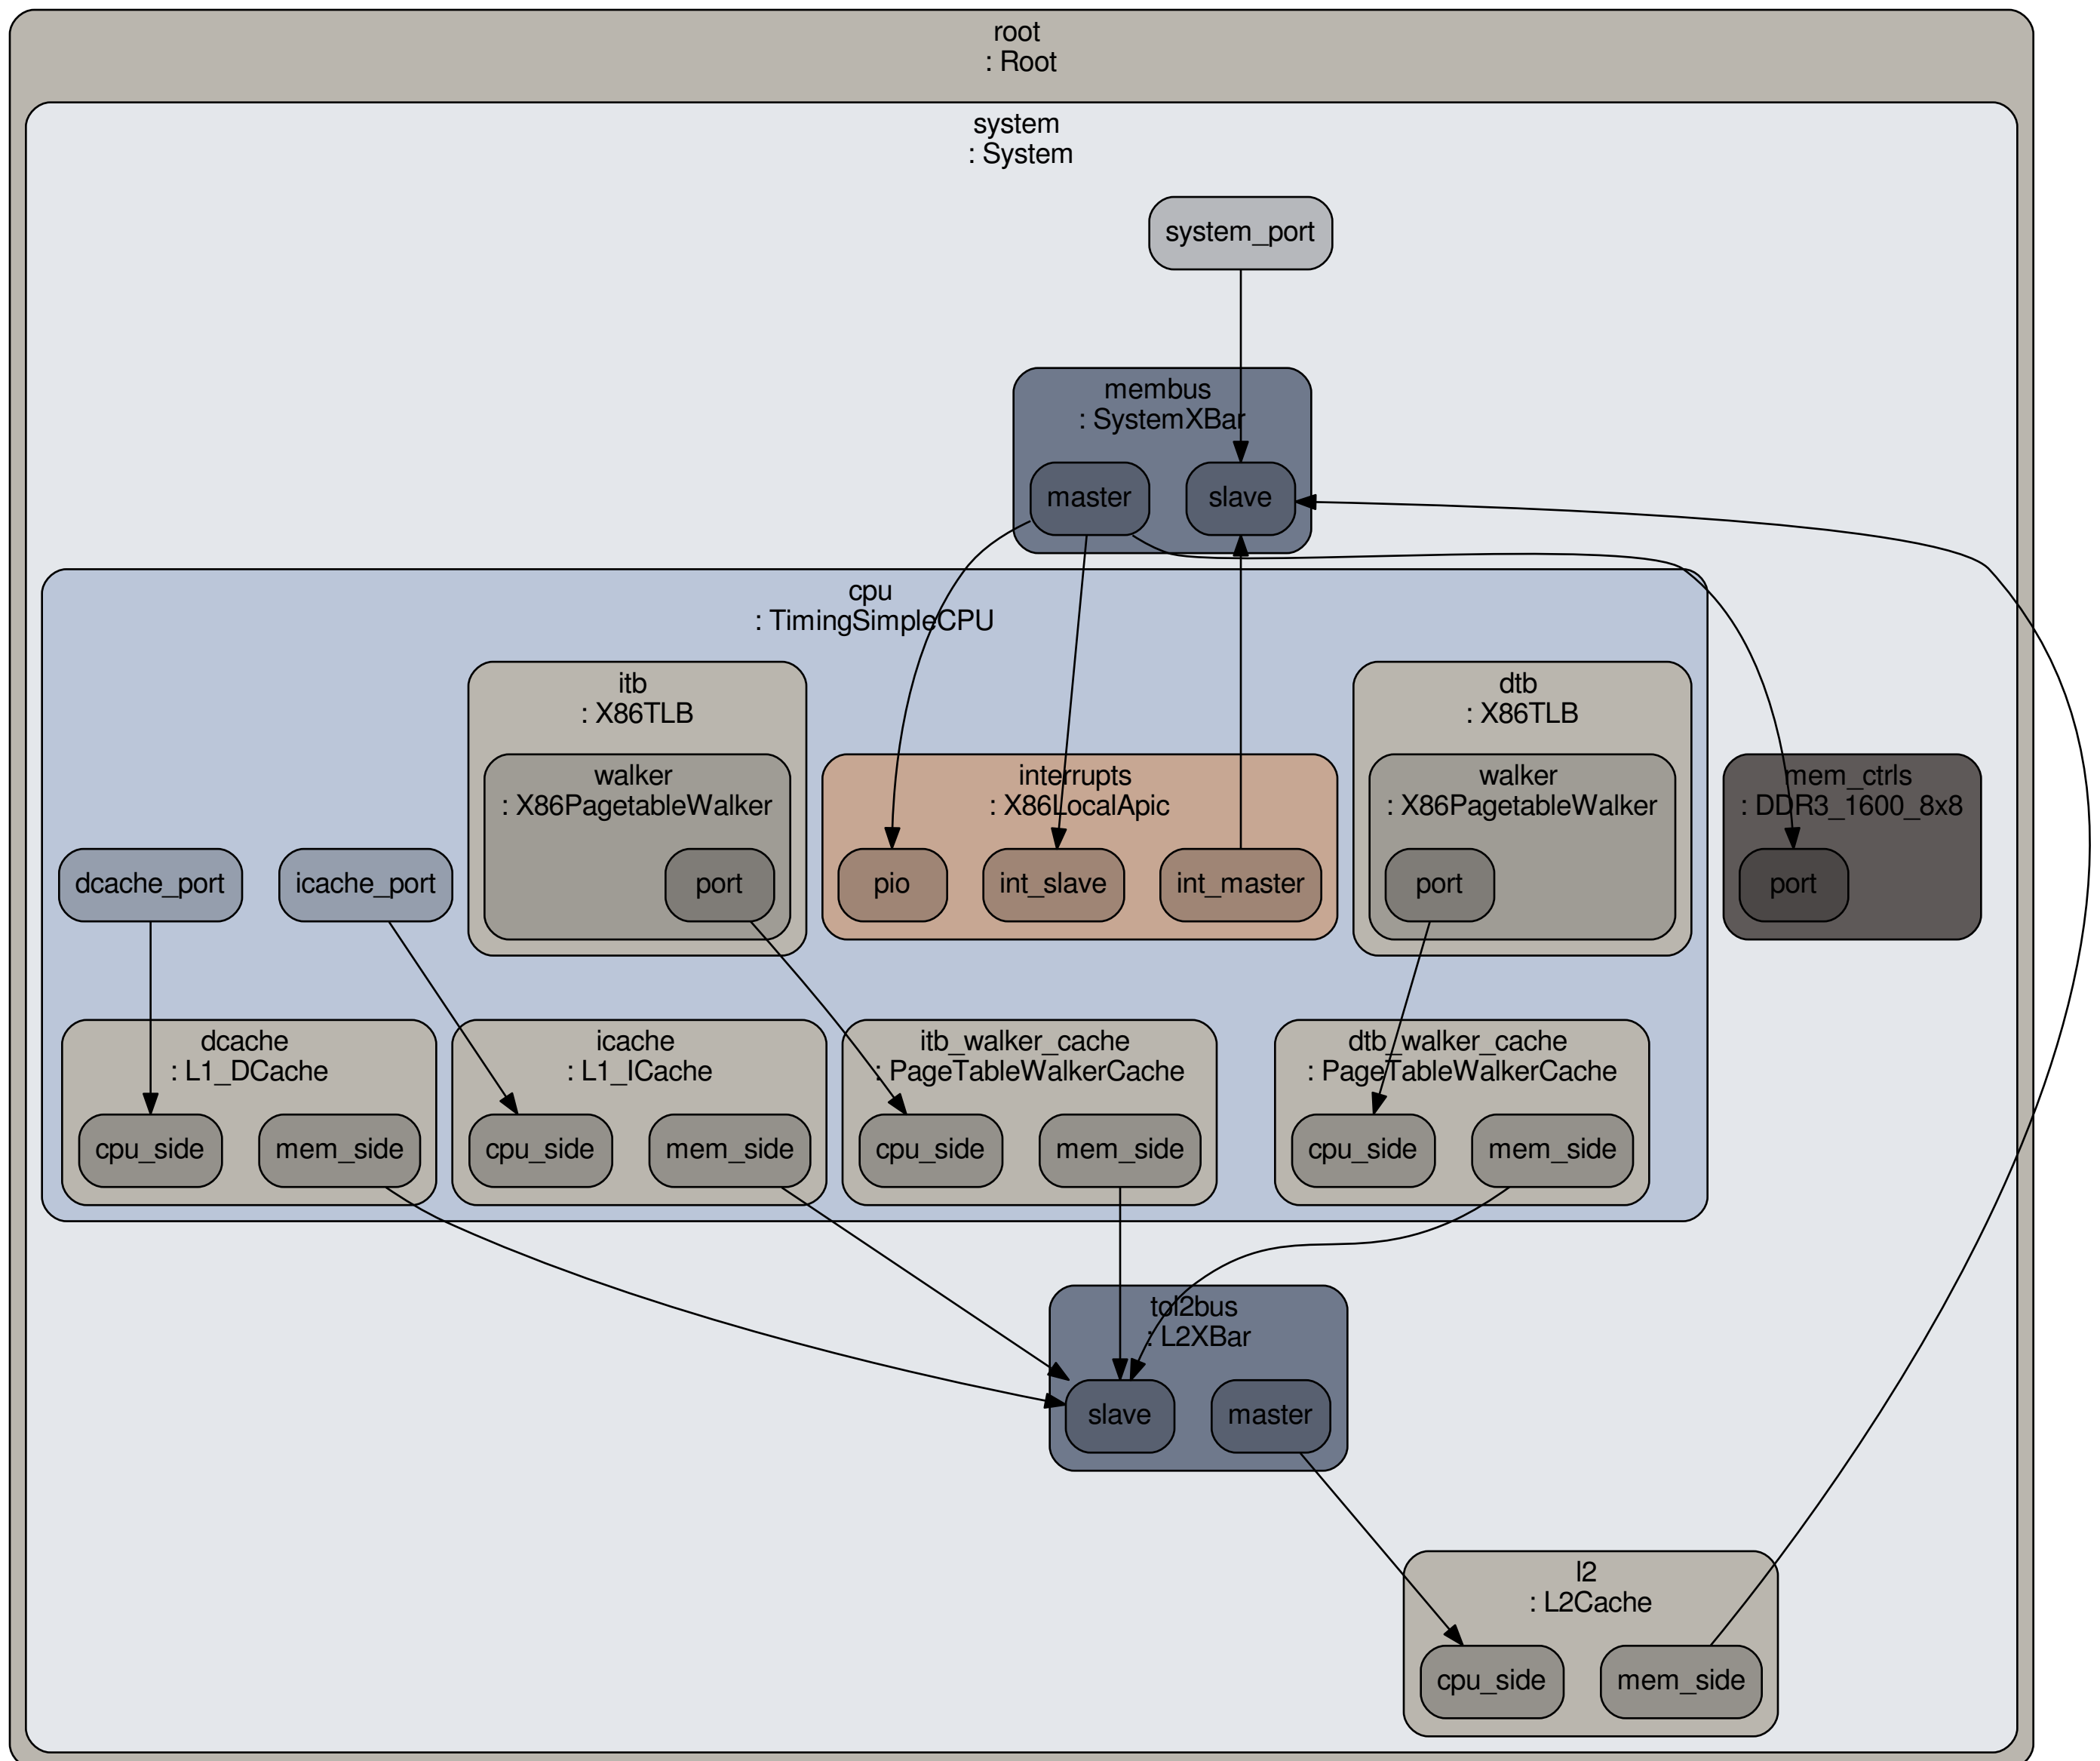 root
: Root
system
: System
system_port
membus
: SystemXBar
master
slave
cpu
: TimingSimpleCPU
itb
: X86TLB
walker
: X86PagetableWalker
port
interrupts
: X86LocalApic
pio
int_slave
int_master
dtb
: X86TLB
walker
: X86PagetableWalker
port
mem_ctrls
: DDR3_1600_8x8
port
dcache_port
icache_port
dcache
: L1_DCache
cpu_side
mem_side
icache
: L1_ICache
cpu_side
mem_side
itb_walker_cache
: PageTableWalkerCache
cpu_side
mem_side
dtb_walker_cache
: PageTableWalkerCache
cpu_side
mem_side
tol2bus
: L2XBar
slave
master
l2
: L2Cache
cpu_side
mem_side